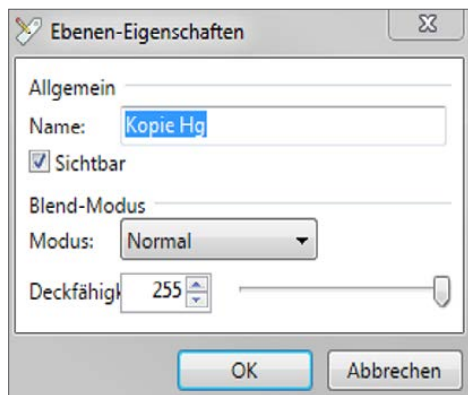 Ebenen-Eigenschaften
Allgemein
Name: Kopie Hg
Sichtbar
Blend-Modus
Modus: Normal
Deckfähigk 255
OK Abbrechen